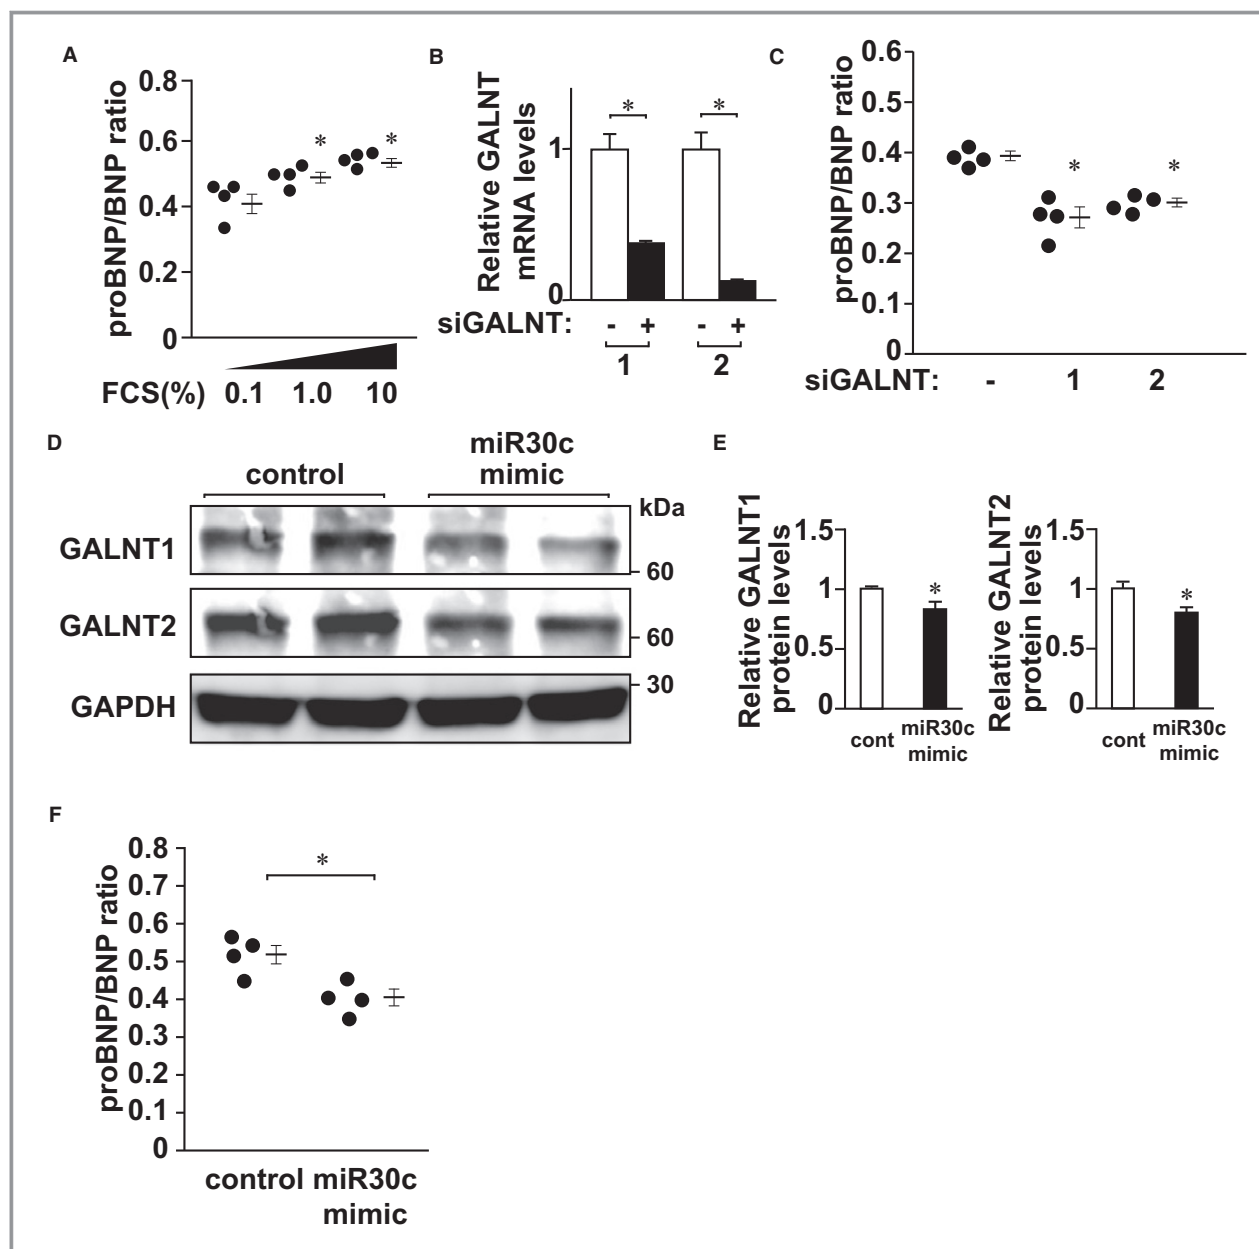 A
proBNP/BNP ratio
0.8
0.6
0.4
0.2
0
*
*
FCS(%) 0.1 1.0 10
B
Relative GALNT
mRNA levels
1
0
*
*
siGALNT: - + - +
1 2
C
proBNP/BNP ratio
0.6
0.5
0.4
0.3
0.2
0.1
0
*
*
siGALNT: - 1 2
D
control
miR30c
mimic
kDa
GALNT1
60
GALNT2
60
GAPDH
30
E
Relative GALNT1
protein levels
1.5
1
0.5
0
*
cont
miR30c
mimic
Relative GALNT2
protein levels
1.5
1
0.5
0
*
cont
miR30c
mimic
F
proBNP/BNP ratio
0.8
0.7
0.6
0.5
0.4
0.3
0.2
0.1
0
*
control miR30c
mimic